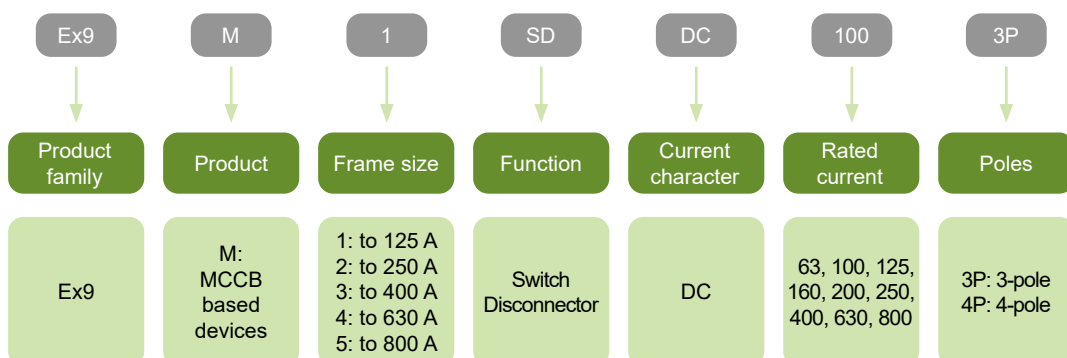 Ex9
M
1
SD
DC
100
3P
Product
family
Product
Frame size
Function
Current
character
Rated
current
Poles
Ex9
M:
MCCB
based
devices
1: to 125 A
2: to 250 A
3: to 400 A
4: to 630 A
5: to 800 A
Switch
Disconnector
DC
63, 100, 125,
160, 200, 250,
400, 630, 800
3P: 3-pole
4P: 4-pole